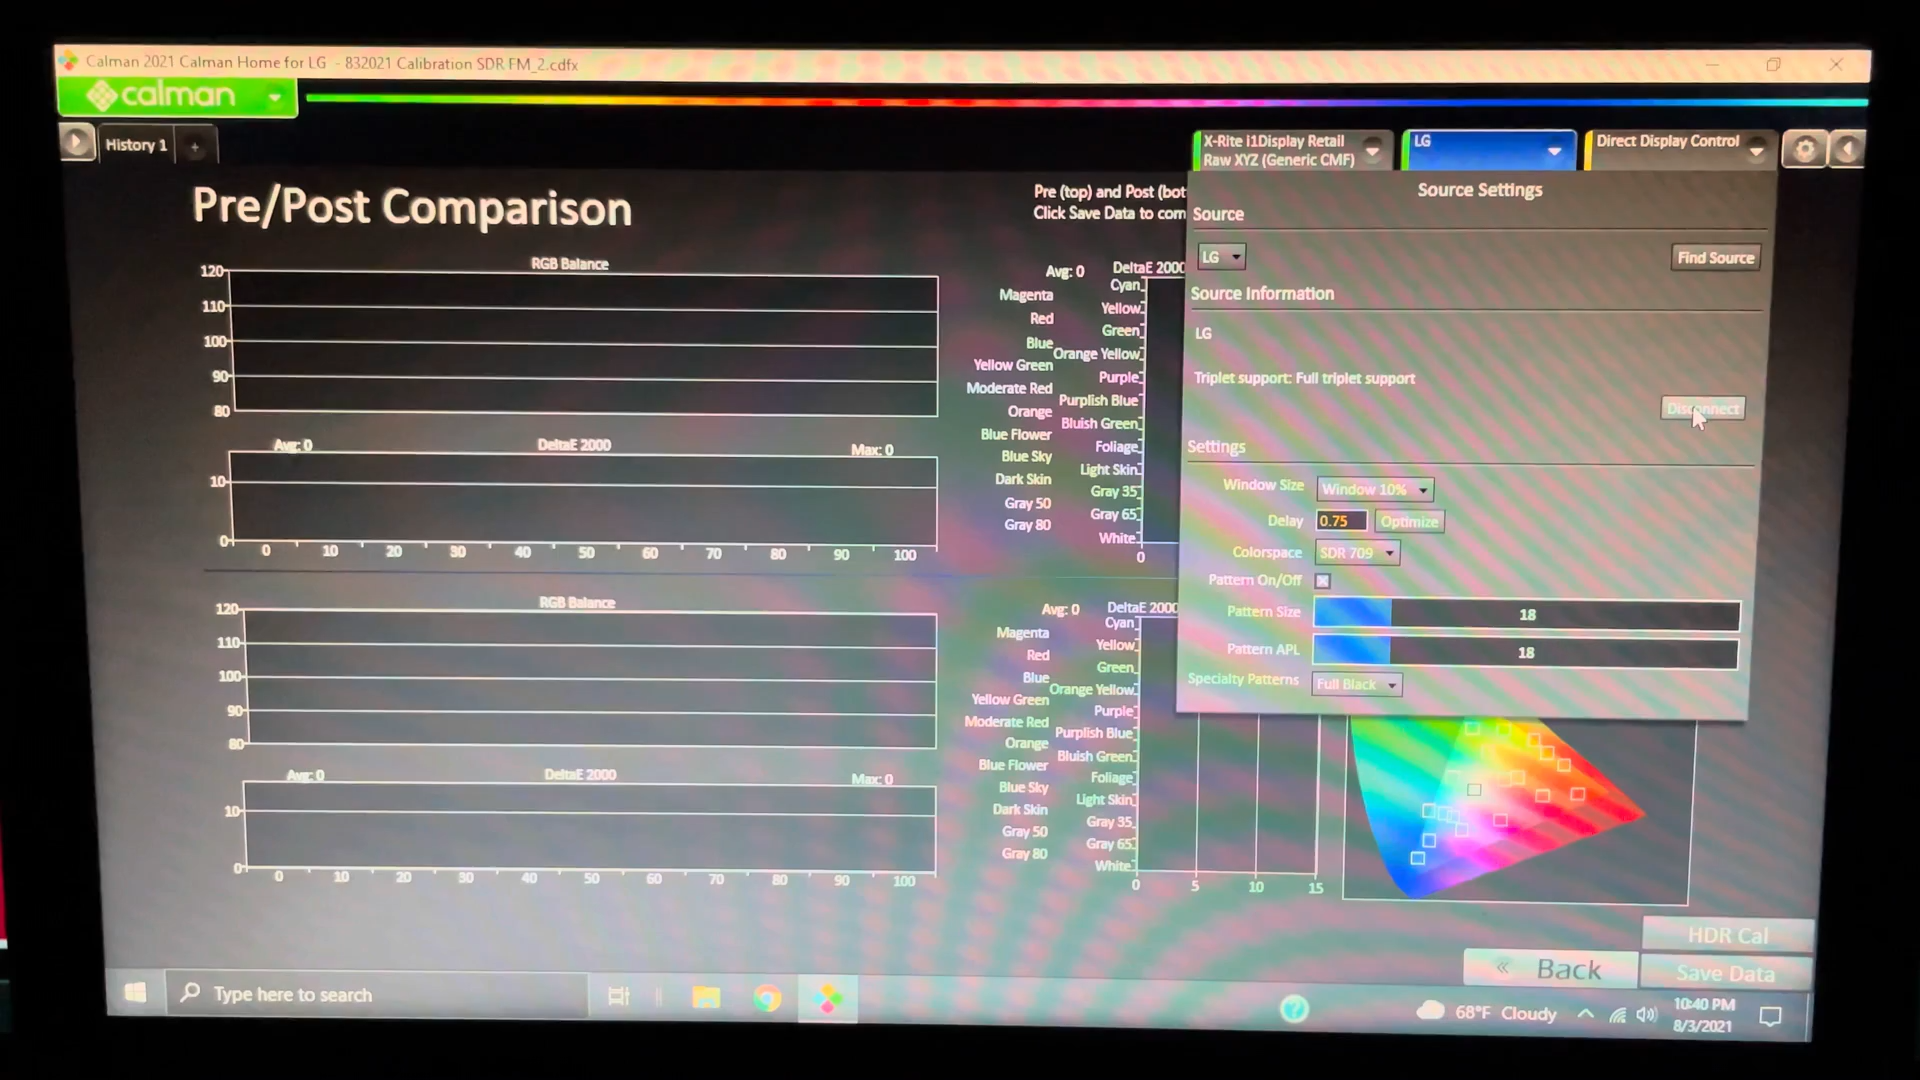 Calman 2021 Calman Home for LG - 832021 Calibration SDR FM_2.cdfx
calman
History 1
+
X-Rite i1Display Retail
Raw XYZ (Generic CMF)
LG
Direct Display Control
Pre/Post Comparison
Pre (top) and Post (bot
Click Save Data to com
Source Settings
Source
LG
Find Source
Source Information
LG
Triplet support: Full triplet support
Disconnect
Settings
Window Size
Window 10%
Delay
0.75
Optimize
Colorspace
SDR 709
Pattern On/Off
Pattern Size
18
Pattern APL
18
Specialty Patterns
Full Black
RGB Balance
120
110
100
90
80
Avg: 0
DeltaE 2000
Max: 0
10
0
0 10 20 30 40 50 60 70 80 90 100
Avg: 0
DeltaE 2000
Cyan
Magenta
Yellow
Red
Green
Blue
Orange Yellow
Yellow Green
Purple
Moderate Red
Purplish Blue
Orange
Bluish Green
Blue Flower
Foliage
Blue Sky
Light Skin
Dark Skin
Gray 35
Gray 50
Gray 65
Gray 80
White
0
RGB Balance
120
110
100
90
80
Avg: 0
DeltaE 2000
Max: 0
10
0
0 10 20 30 40 50 60 70 80 90 100
Avg: 0
DeltaE 2000
Cyan
Magenta
Yellow
Red
Green
Blue
Orange Yellow
Yellow Green
Purple
Moderate Red
Purplish Blue
Orange
Bluish Green
Blue Flower
Foliage
Blue Sky
Light Skin
Dark Skin
Gray 35
Gray 50
Gray 65
Gray 80
White
0 5 10 15
HDR Cal
« Back
Save Data
Type here to search
?
68°F Cloudy
10:40 PM
8/3/2021